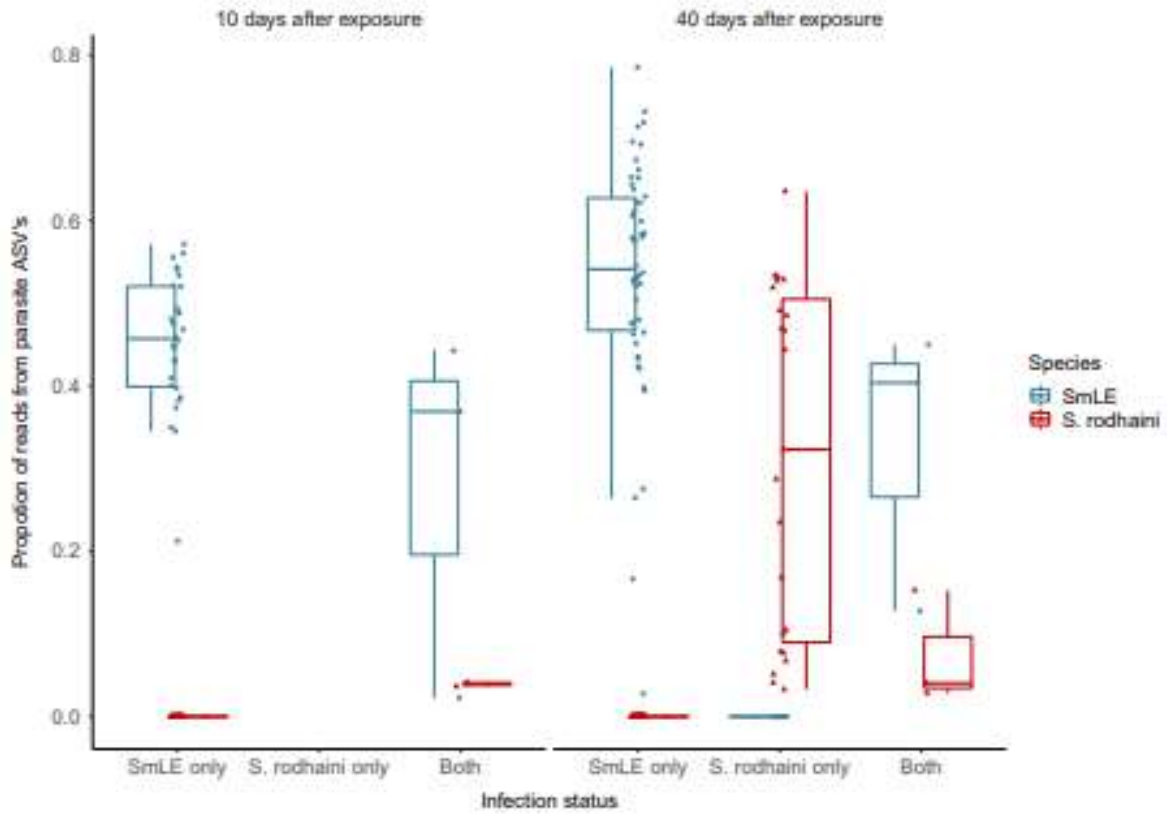 10 days after exposure
40 days after exposure
Propotion of reads from parasite ASV's
0.8
0.6
0.4
0.2
0.0
SmLE only
S. rodhaini only
Both
SmLE only
S. rodhaini only
Both
Infection status
Species
SmLE
S. rodhaini